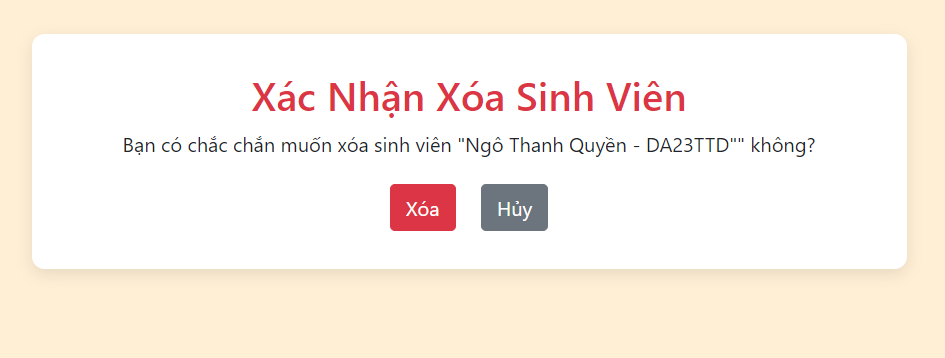 Xác Nhận Xóa Sinh Viên
Bạn có chắc chắn muốn xóa sinh viên "Ngô Thanh Quyền - DA23TTD"" không?
Xóa Hủy